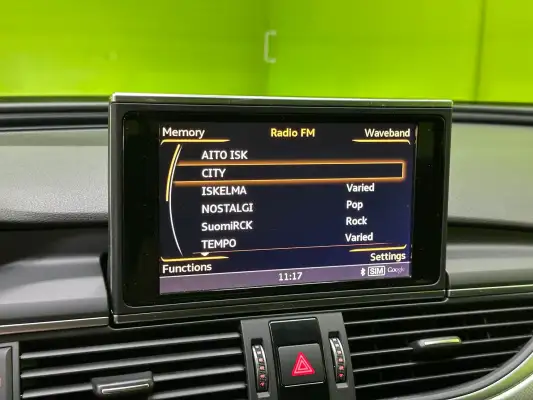 Memory Radio FM Waveband
AITO ISK
CITY
ISKELMA Varied
NOSTALGI Pop
SuomiRCK Rock
TEMPO Varied
Functions Settings
11:17 SIM Google